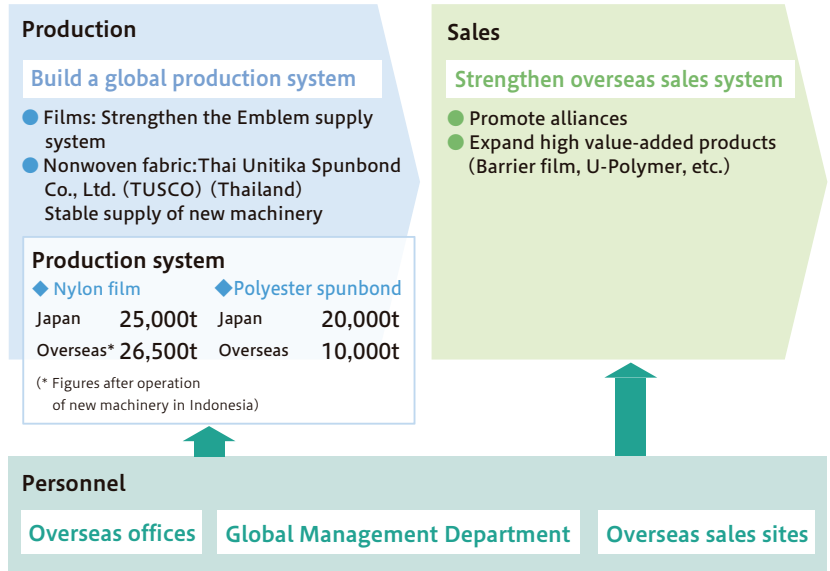 Production
Build a global production system
● Films: Strengthen the Emblem supply
system
● Nonwoven fabric:Thai Unitika Spunbond
Co., Ltd. (TUSCO) (Thailand)
Stable supply of new machinery
Production system
◆ Nylon film
Japan 25,000t
Overseas* 26,500t
(* Figures after operation
of new machinery in Indonesia)
◆Polyester spunbond
Japan 20,000t
Overseas 10,000t
Sales
Strengthen overseas sales system
● Promote alliances
● Expand high value-added products
(Barrier film, U-Polymer, etc.)
Personnel
Overseas offices
Global Management Department
Overseas sales sites